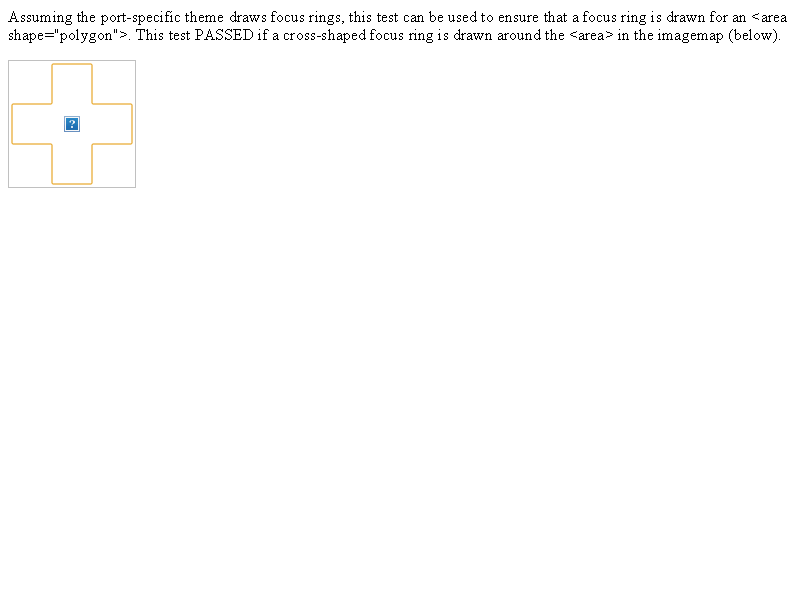 Assuming the port-specific theme draws focus rings, this test can be used to ensure that a focus ring is drawn for an <area
shape="polygon">. This test PASSED if a cross-shaped focus ring is drawn around the <area> in the imagemap (below).
?